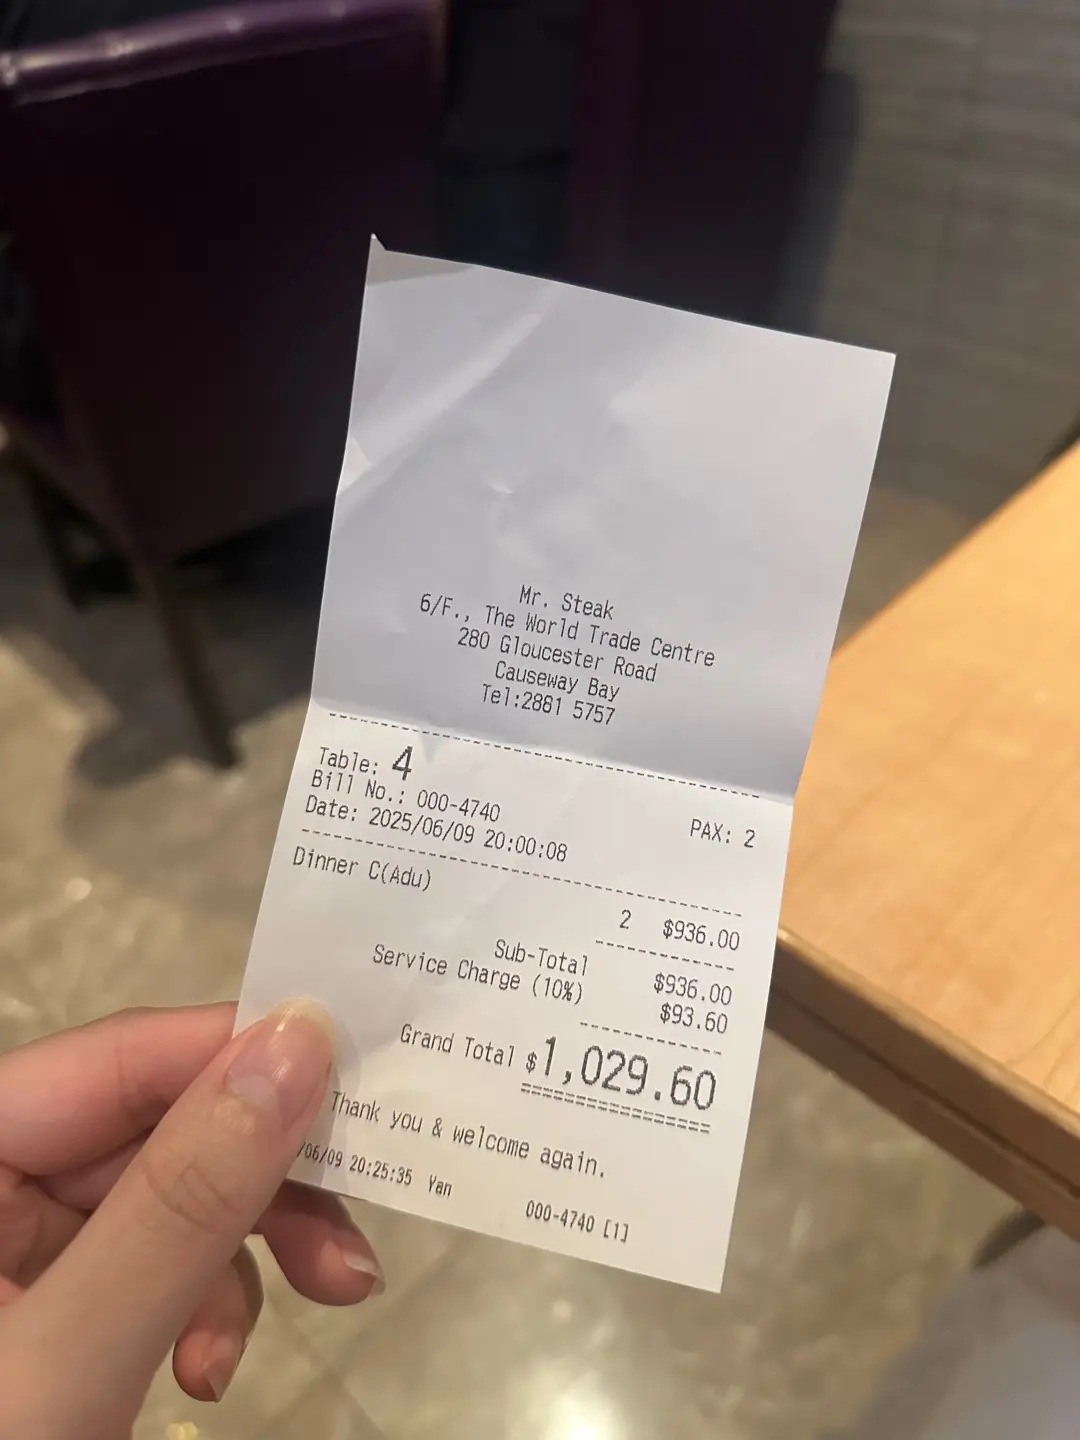 Mr. Steak
6/F., The World Trade Centre
280 Gloucester Road
Causeway Bay
Tel:2881 5757
Table: 4
Bill No.: 000-4740
PAX: 2
Date: 2025/06/09 20:00:08
Dinner C(Adu)
2 $936.00
Sub-Total $936.00
Service Charge (10%) $93.60
Grand Total $1,029.60
Thank you & welcome again.
/06/09 20:25:35 Yan 000-4740 [1]